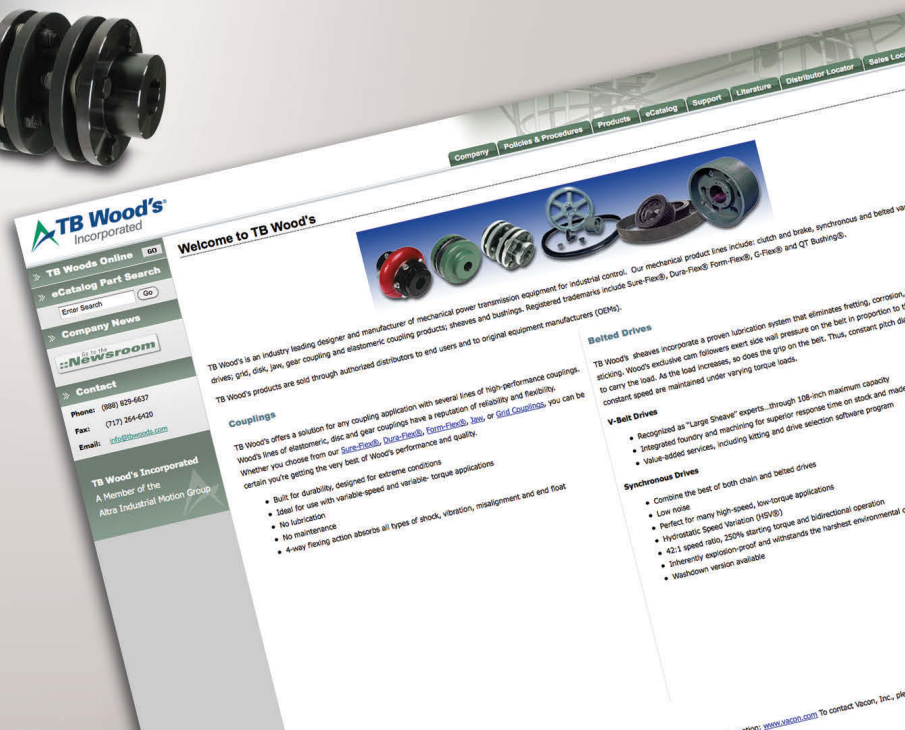 Company
Policies & Procedures
Products
eCatalog
Support
Literature
Distributor Locator
Sales Loc
TB Wood's®
Incorporated
TB Woods Online GO
eCatalog Part Search
Enter Search Go
Company News
Go to the
::Newsroom
Contact
Phone: (888) 829-6637
Fax: (717) 264-6420
Email: info@tbwoods.com
TB Wood's Incorporated
A Member of the
Altra Industrial Motion Group
Welcome to TB Wood's
TB Wood's is an industry leading designer and manufacturer of mechanical power transmission equipment for industrial control. Our mechanical product lines include: clutch and brake, synchronous and belted va
drives; grid, disk, jaw, gear coupling and elastomeric coupling products; sheaves and bushings. Registered trademarks include Sure-Flex®, Dura-Flex® Form-Flex®, G-Flex® and QT Bushing®.
TB Wood's products are sold through authorized distributors to end users and to original equipment manufacturers (OEMs).
Couplings
TB Wood's offers a solution for any coupling application with several lines of high-performance couplings.
Wood's lines of elastomeric, disc and gear couplings have a reputation of reliability and flexibility.
Whether you choose from our Sure-Flex®, Dura-Flex®, Form-Flex®, Jaw, or Grid Couplings, you can be
certain you're getting the very best of Wood's performance and quality.
• Built for durability, designed for extreme conditions
• Ideal for use with variable-speed and variable- torque applications
• No lubrication
• No maintenance
• 4-way flexing action absorbs all types of shock, vibration, misalignment and end float
Belted Drives
TB Wood's sheaves incorporate a proven lubrication system that eliminates fretting, corrosion,
sticking. Wood's exclusive cam followers exert side wall pressure on the belt in proportion to th
to carry the load. As the load increases, so does the grip on the belt. Thus, constant pitch dia
constant speed are maintained under varying torque loads.
V-Belt Drives
• Recognized as "Large Sheave" experts...through 108-inch maximum capacity
• Integrated foundry and machining for superior response time on stock and made
• Value-added services, including kitting and drive selection software program
Synchronous Drives
• Combine the best of both chain and belted drives
• Low noise
• Perfect for many high-speed, low-torque applications
• Hydrostatic Speed Variation (HSV®)
• 42:1 speed ratio, 250% starting torque and bidirectional operation
• Inherently explosion-proof and withstands the harshest environmental c
• Washdown version available
tion: www.vacon.com To contact Vacon, Inc., ple